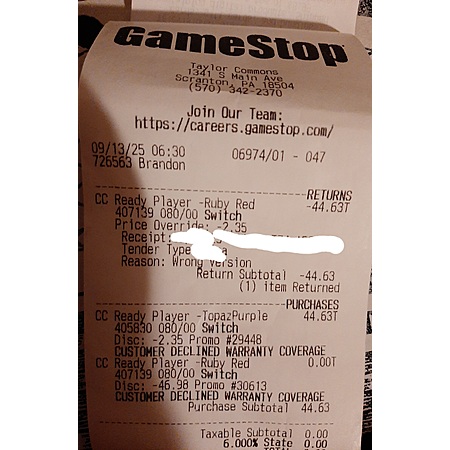 GameStop
Taylor Commons
1341 S Main Ave
Scranton, PA 18504
(570) 342-2370
Join Our Team:
https://careers.gamestop.com/
09/13/25 06:30 06974/01 - 047
726563 Brandon
RETURNS
CC Ready Player -Ruby Red -44.63T
407139 080/00 Switch
Price Override: -2.35
Receipt:
Tender Type
Reason: Wrong Version
Return Subtotal -44.63
(1) item Returned
PURCHASES
CC Ready Player -TopazPurple 44.63T
405830 080/00 Switch
Disc: -2.35 Promo #29448
CUSTOMER DECLINED WARRANTY COVERAGE
CC Ready Player -Ruby Red 0.00T
407139 080/00 Switch
Disc: -46.98 Promo #30613
CUSTOMER DECLINED WARRANTY COVERAGE
Purchase Subtotal 44.63
Taxable Subtotal 0.00
6.000% State 0.00